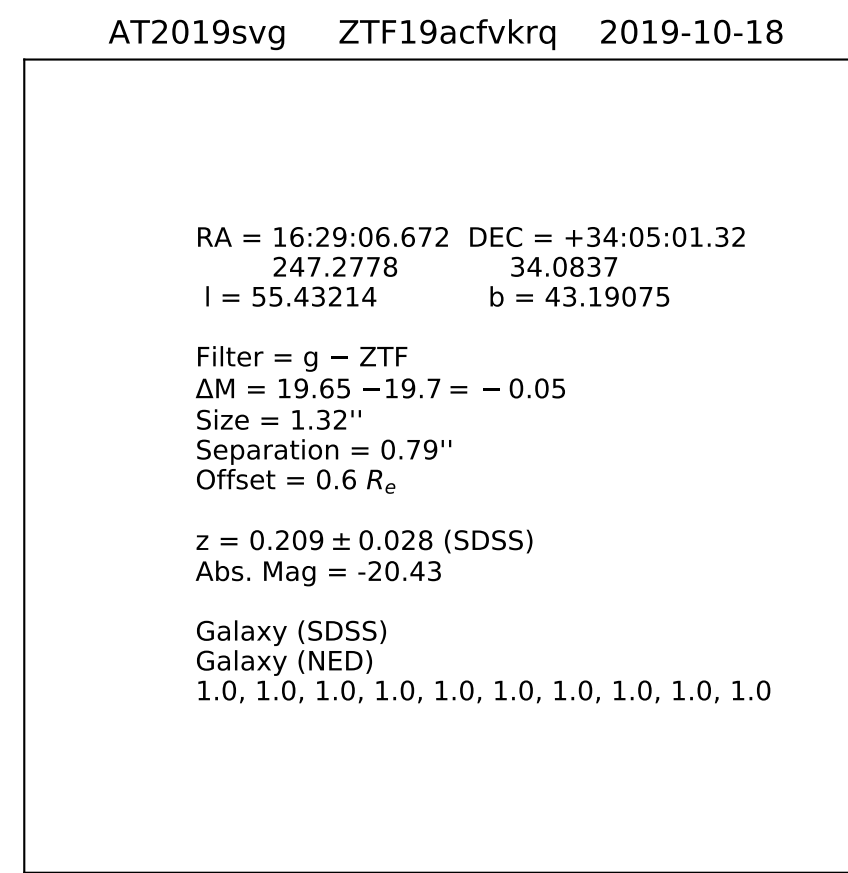 AT2019svg ZTF19acfvkrq 2019-10-18
RA = 16:29:06.672 DEC = +34:05:01.32
247.2778 34.0837
l = 55.43214 b = 43.19075
Filter = g − ZTF
ΔM = 19.65 −19.7 = − 0.05
Size = 1.32''
Separation = 0.79''
Offset = 0.6 Re
z = 0.209 ± 0.028 (SDSS)
Abs. Mag = -20.43
Galaxy (SDSS)
Galaxy (NED)
1.0, 1.0, 1.0, 1.0, 1.0, 1.0, 1.0, 1.0, 1.0, 1.0